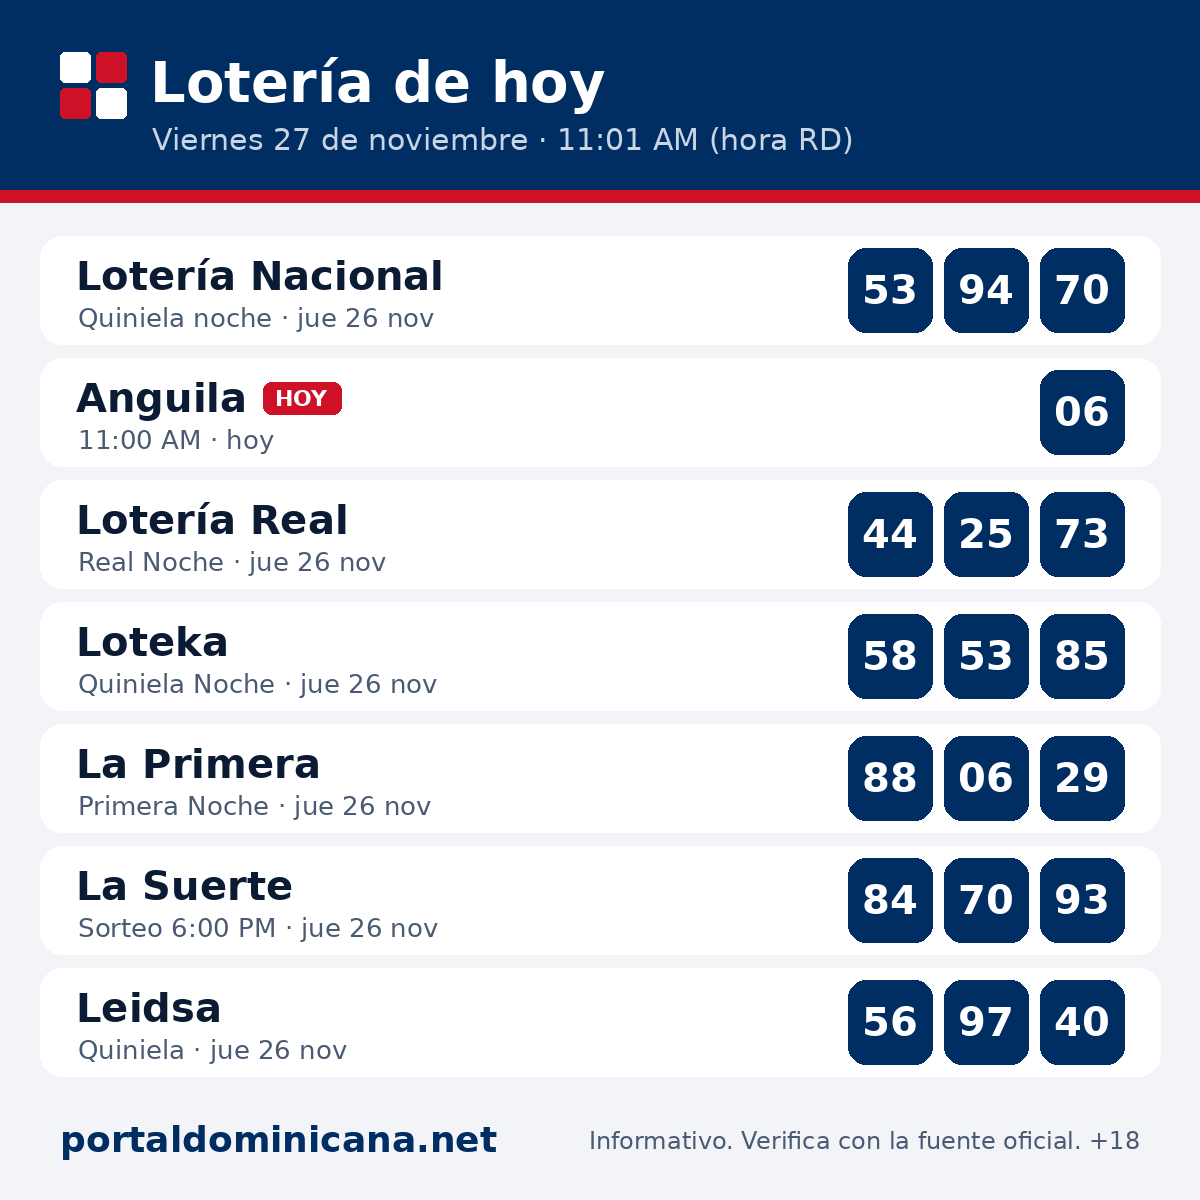 Lotería de hoy
Viernes 27 de noviembre · 11:01 AM (hora RD)
Lotería Nacional
Quiniela noche · jue 26 nov
53 94 70
Anguila HOY
11:00 AM · hoy
06
Lotería Real
Real Noche · jue 26 nov
44 25 73
Loteka
Quiniela Noche · jue 26 nov
58 53 85
La Primera
Primera Noche · jue 26 nov
88 06 29
La Suerte
Sorteo 6:00 PM · jue 26 nov
84 70 93
Leidsa
Quiniela · jue 26 nov
56 97 40
portaldominicana.net
Informativo. Verifica con la fuente oficial. +18